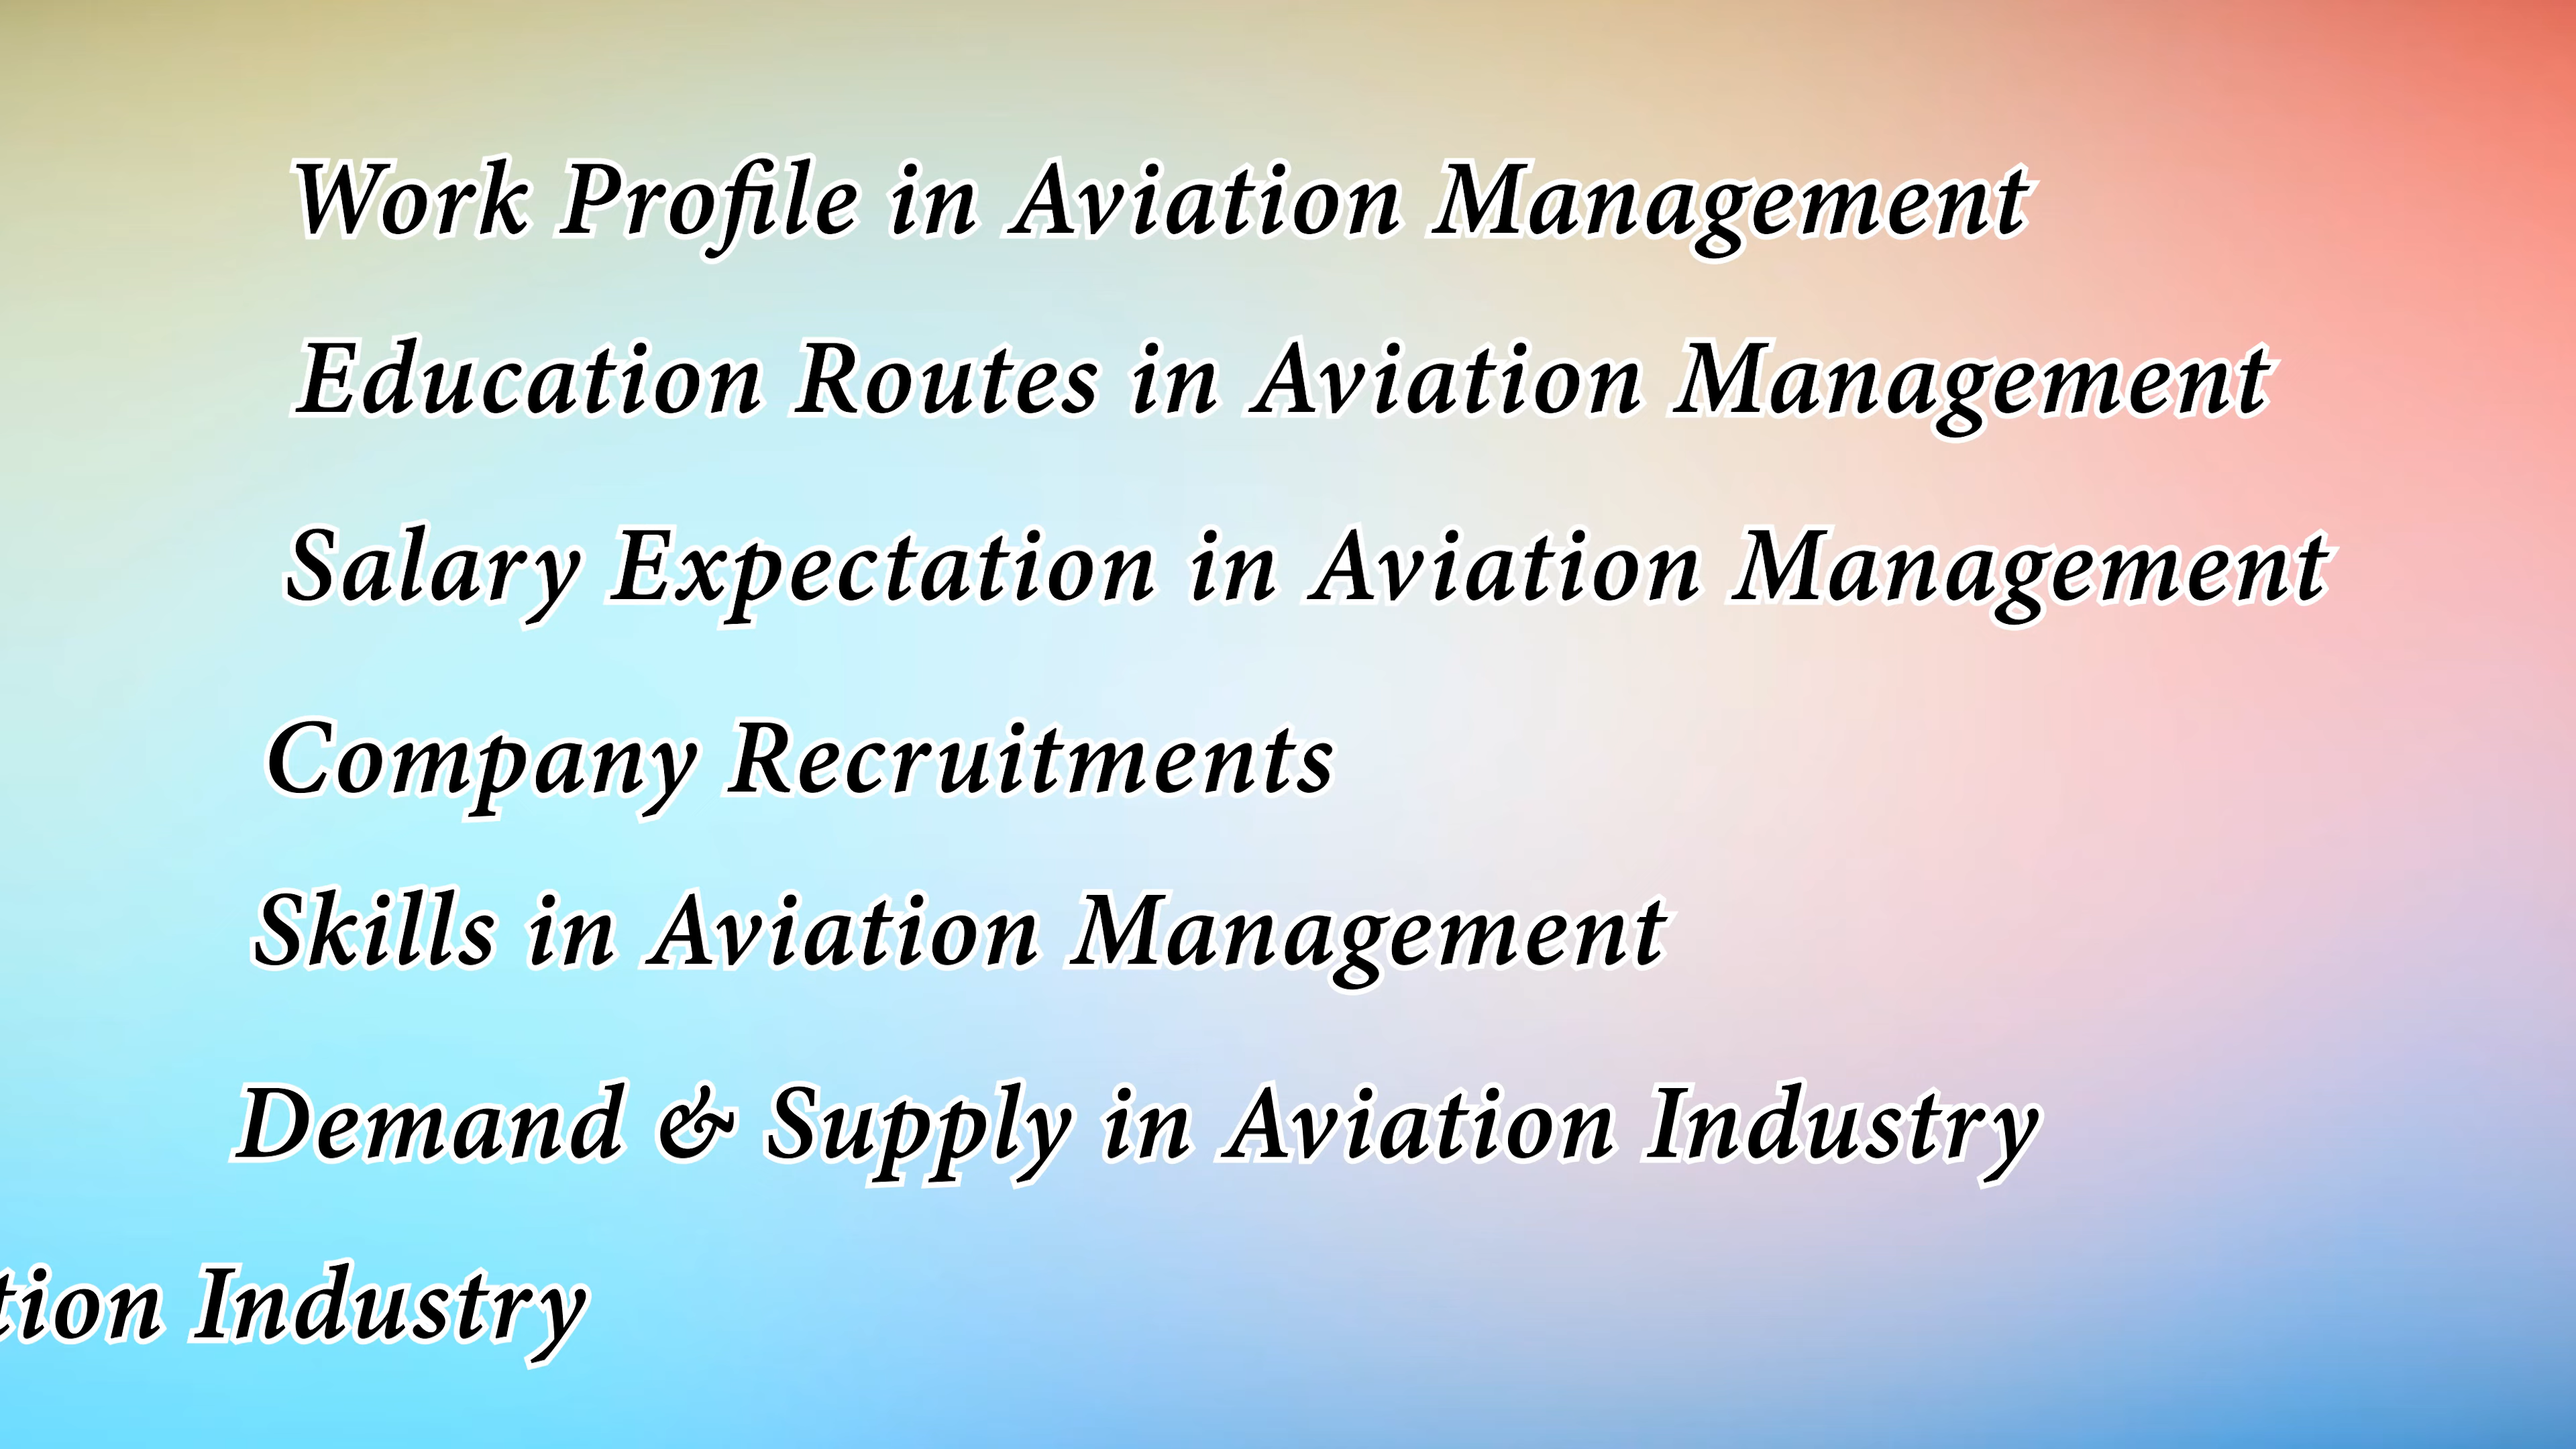 Work Profile in Aviation Management
Education Routes in Aviation Management
Salary Expectation in Aviation Management
Company Recruitments
Skills in Aviation Management
Demand & Supply in Aviation Industry
Industry